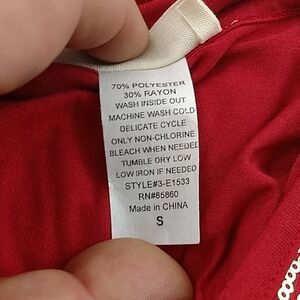 70% POLYESTER
30% RAYON
WASH INSIDE OUT
MACHINE WASH COLD
DELICATE CYCLE
ONLY NON-CHLORINE
BLEACH WHEN NEEDED
TUMBLE DRY LOW
LOW IRON IF NEEDED
STYLE#3-E1533
RN#85860
Made in CHINA
S